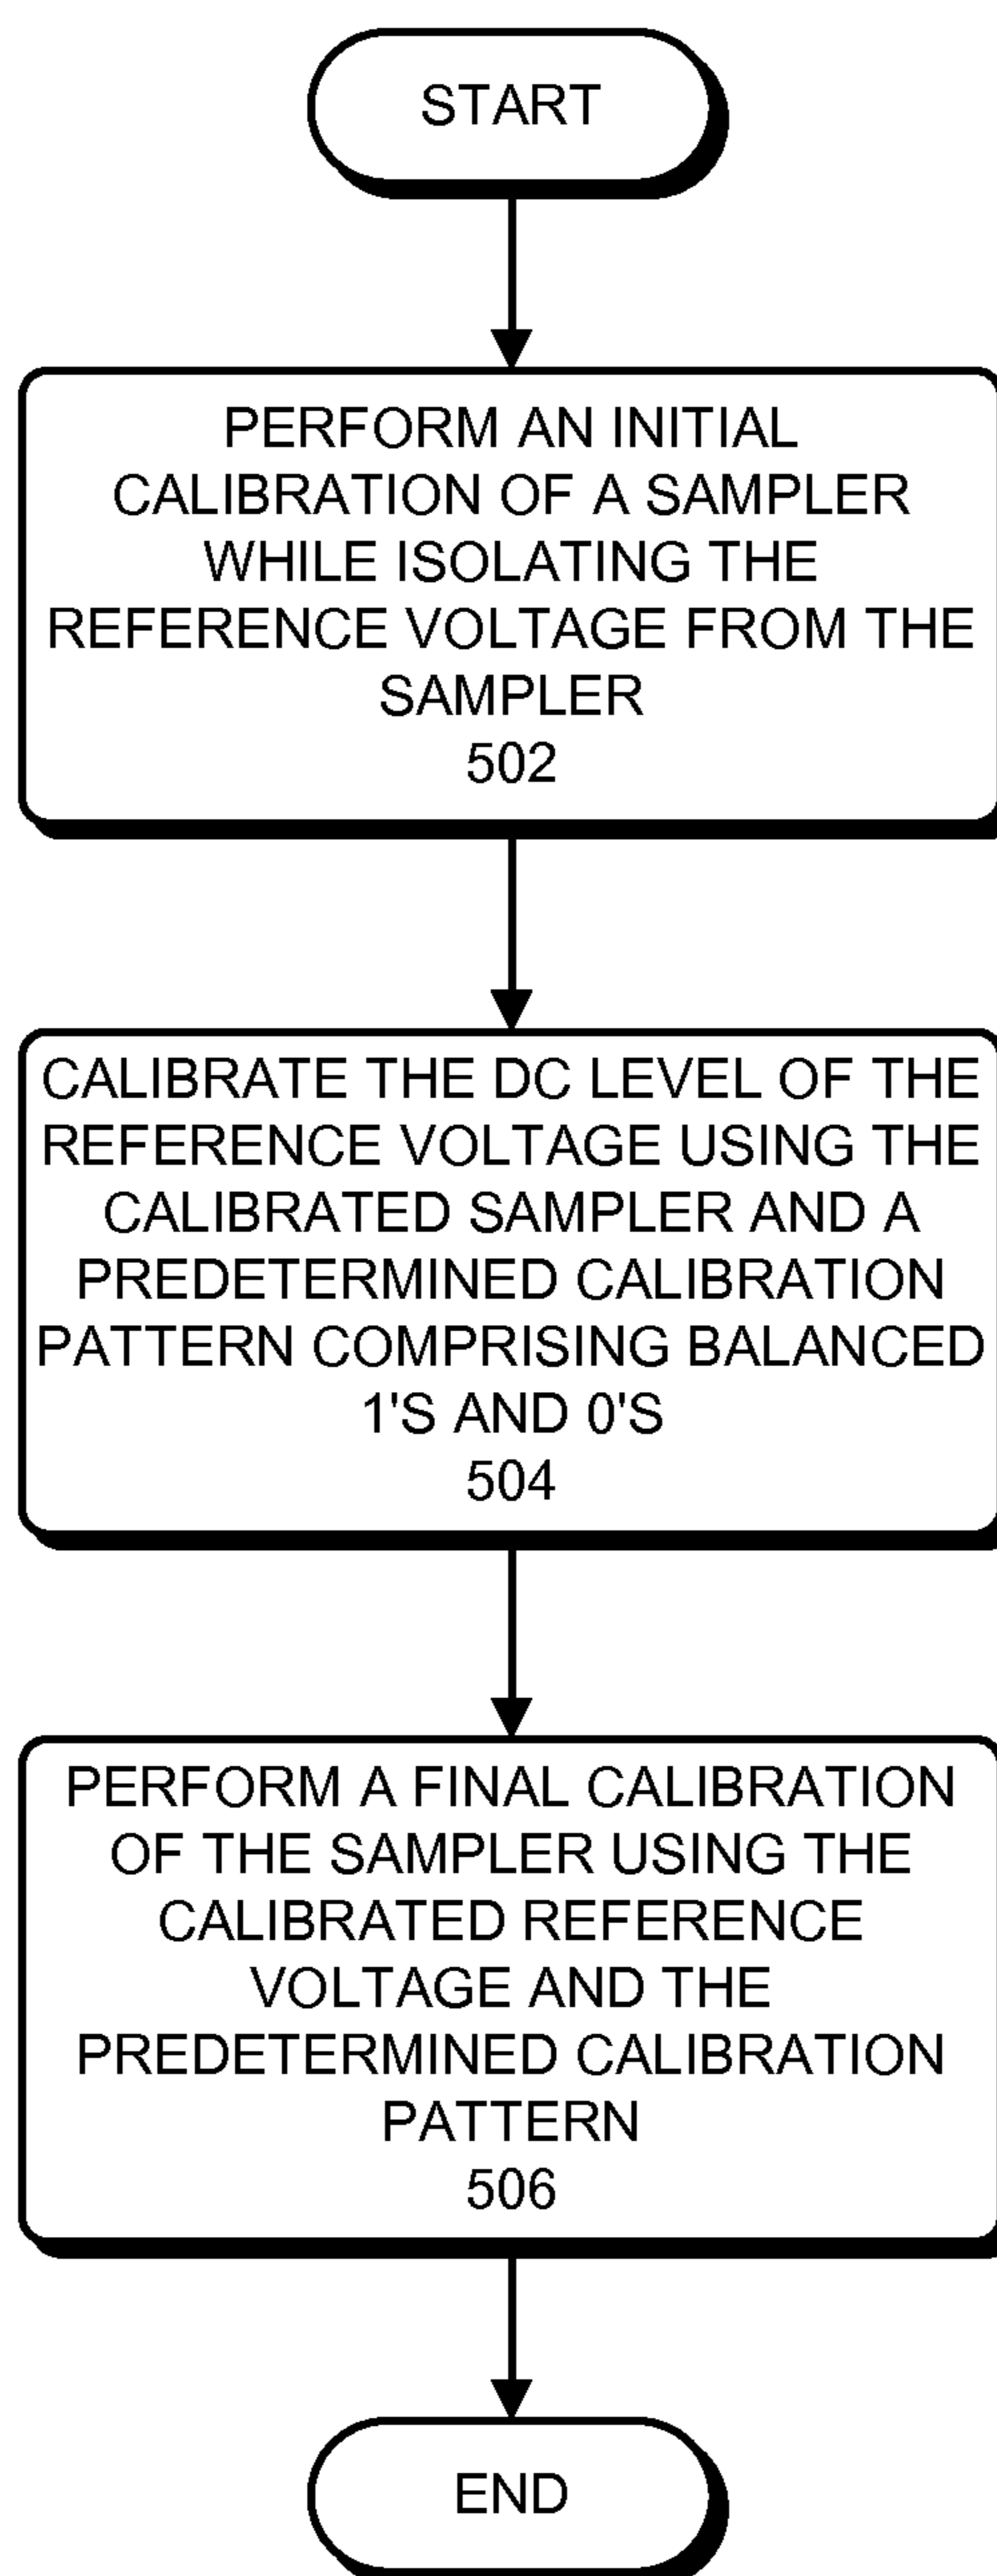 START
PERFORM AN INITIAL
CALIBRATION OF A SAMPLER
WHILE ISOLATING THE
REFERENCE VOLTAGE FROM THE
SAMPLER
502
CALIBRATE THE DC LEVEL OF THE
REFERENCE VOLTAGE USING THE
CALIBRATED SAMPLER AND A
PREDETERMINED CALIBRATION
PATTERN COMPRISING BALANCED
1'S AND 0'S
504
PERFORM A FINAL CALIBRATION
OF THE SAMPLER USING THE
CALIBRATED REFERENCE
VOLTAGE AND THE
PREDETERMINED CALIBRATION
PATTERN
506
END